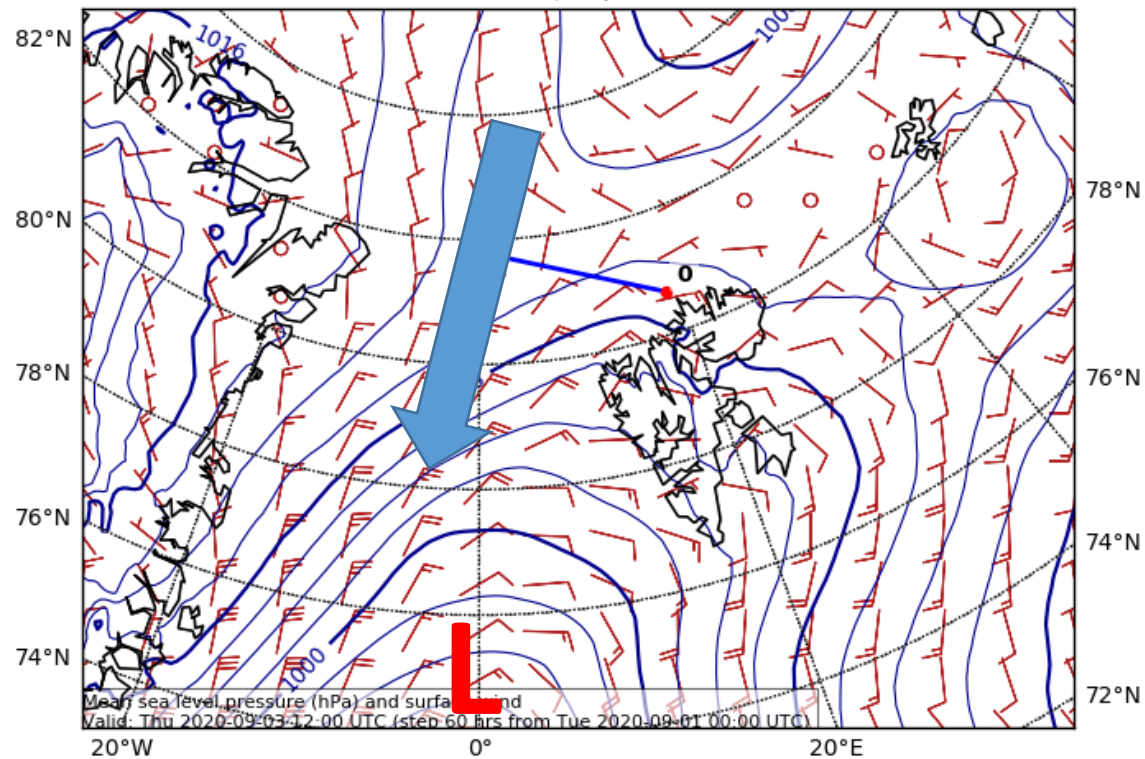 82°N
1016
80°N
78°N
0
78°N
76°N
76°N
74°N
L
74°N
1000
72°N
Mean sea level pressure (hPa) and surface wind
Valid: Thu 2020-09-03 12:00 UTC (step 60 hrs from Tue 2020-09-01 00:00 UTC)
20°W
0°
20°E